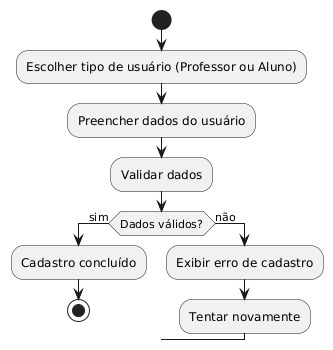 Escolher tipo de usuário (Professor ou Aluno)
Preencher dados do usuário
Validar dados
sim
Dados válidos?
não
Cadastro concluído
Exibir erro de cadastro
Tentar novamente